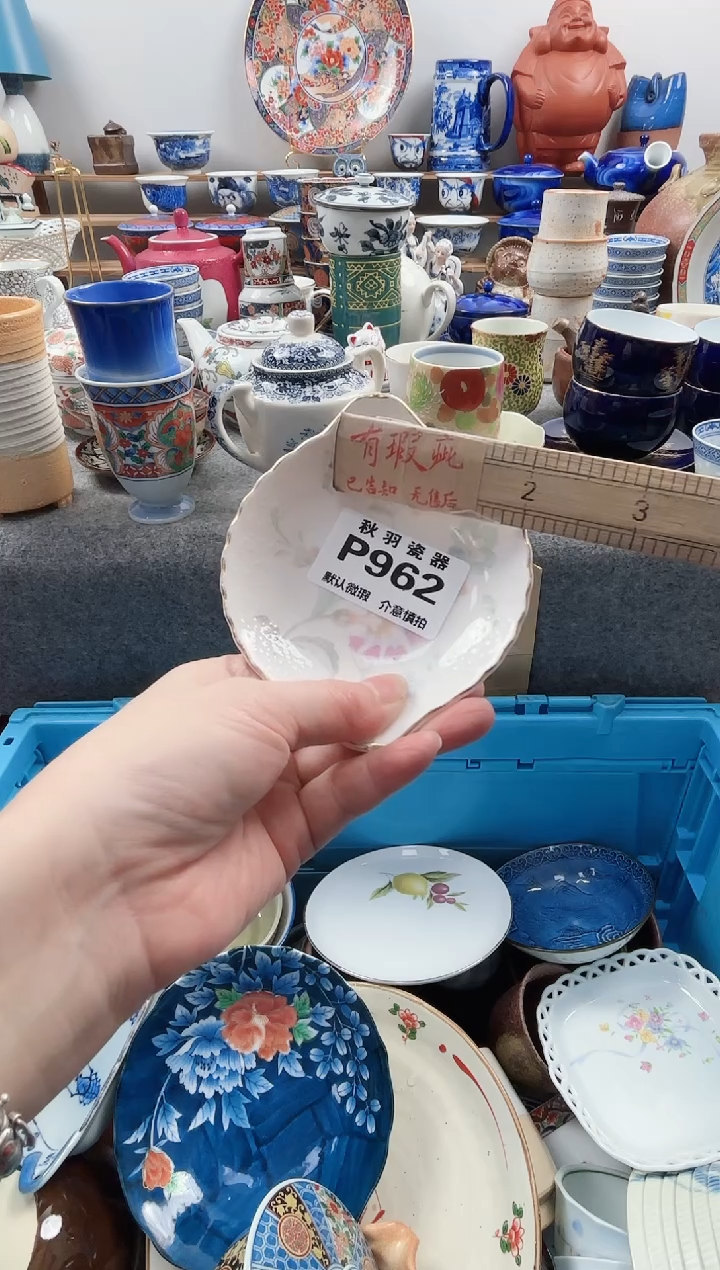 有瑕疵
已告知 无售后
2
3
秋羽瓷器
P962
默认微瑕 介意慎拍